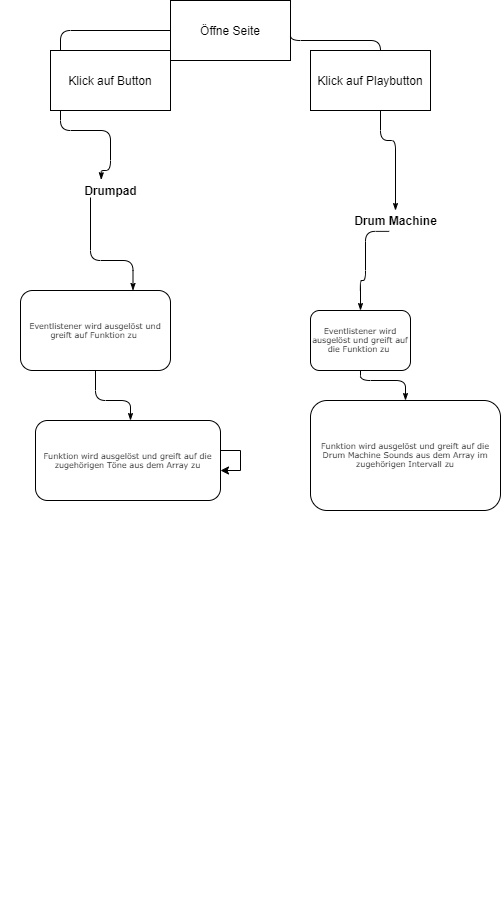 Öffne Seite
Klick auf Button
Klick auf Playbutton
Drumpad
Drum Machine
Eventlistener wird ausgelöst und
greift auf Funktion zu
Eventlistener wird
ausgelöst und greift auf
die Funktion zu
Funktion wird ausgelöst und greift auf die
zugehörigen Töne aus dem Array zu
Funktion wird ausgelöst und greift auf die
Drum Machine Sounds aus dem Array im
zugehörigen Intervall zu